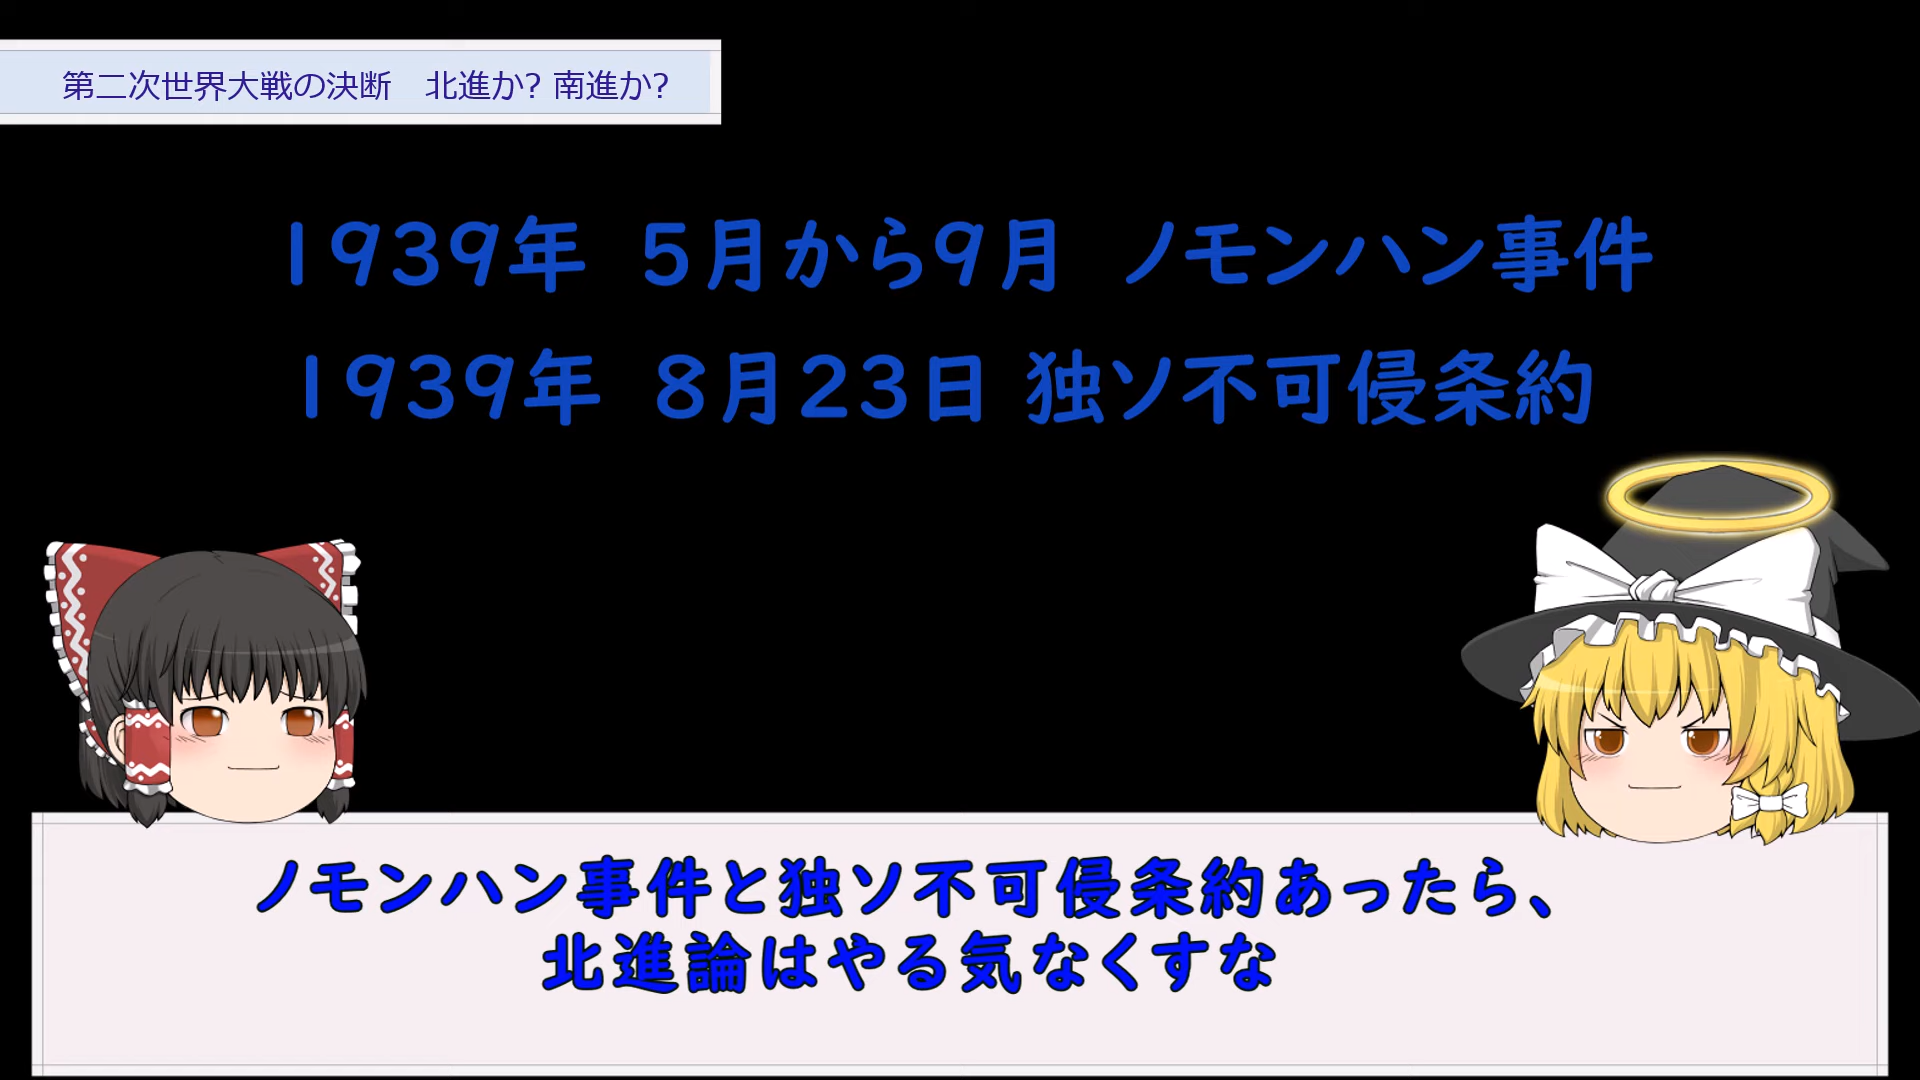 第二次世界大戦の決断　北進か? 南進か?
1939年　5月から9月　ノモンハン事件
1939年　8月23日 独ソ不可侵条約
ノモンハン事件と独ソ不可侵条約あったら、
北進論はやる気なくすな